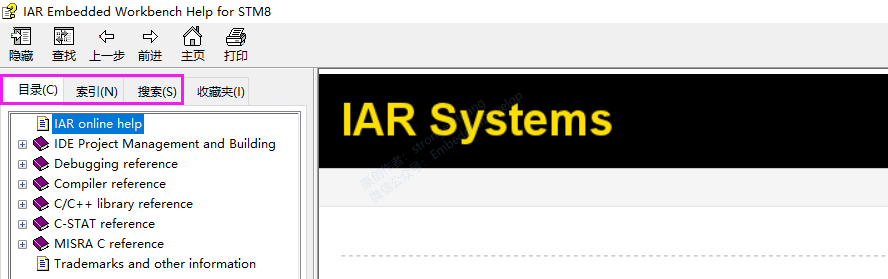 IAR Embedded Workbench Help for STM8
隐藏 查找 上一步 前进 主页 打印
目录(C) 索引(N) 搜索(S) 收藏夹(I)
IAR online help
IDE Project Management and Building
Debugging reference
Compiler reference
C/C++ library reference
C-STAT reference
MISRA C reference
Trademarks and other information
IAR Systems